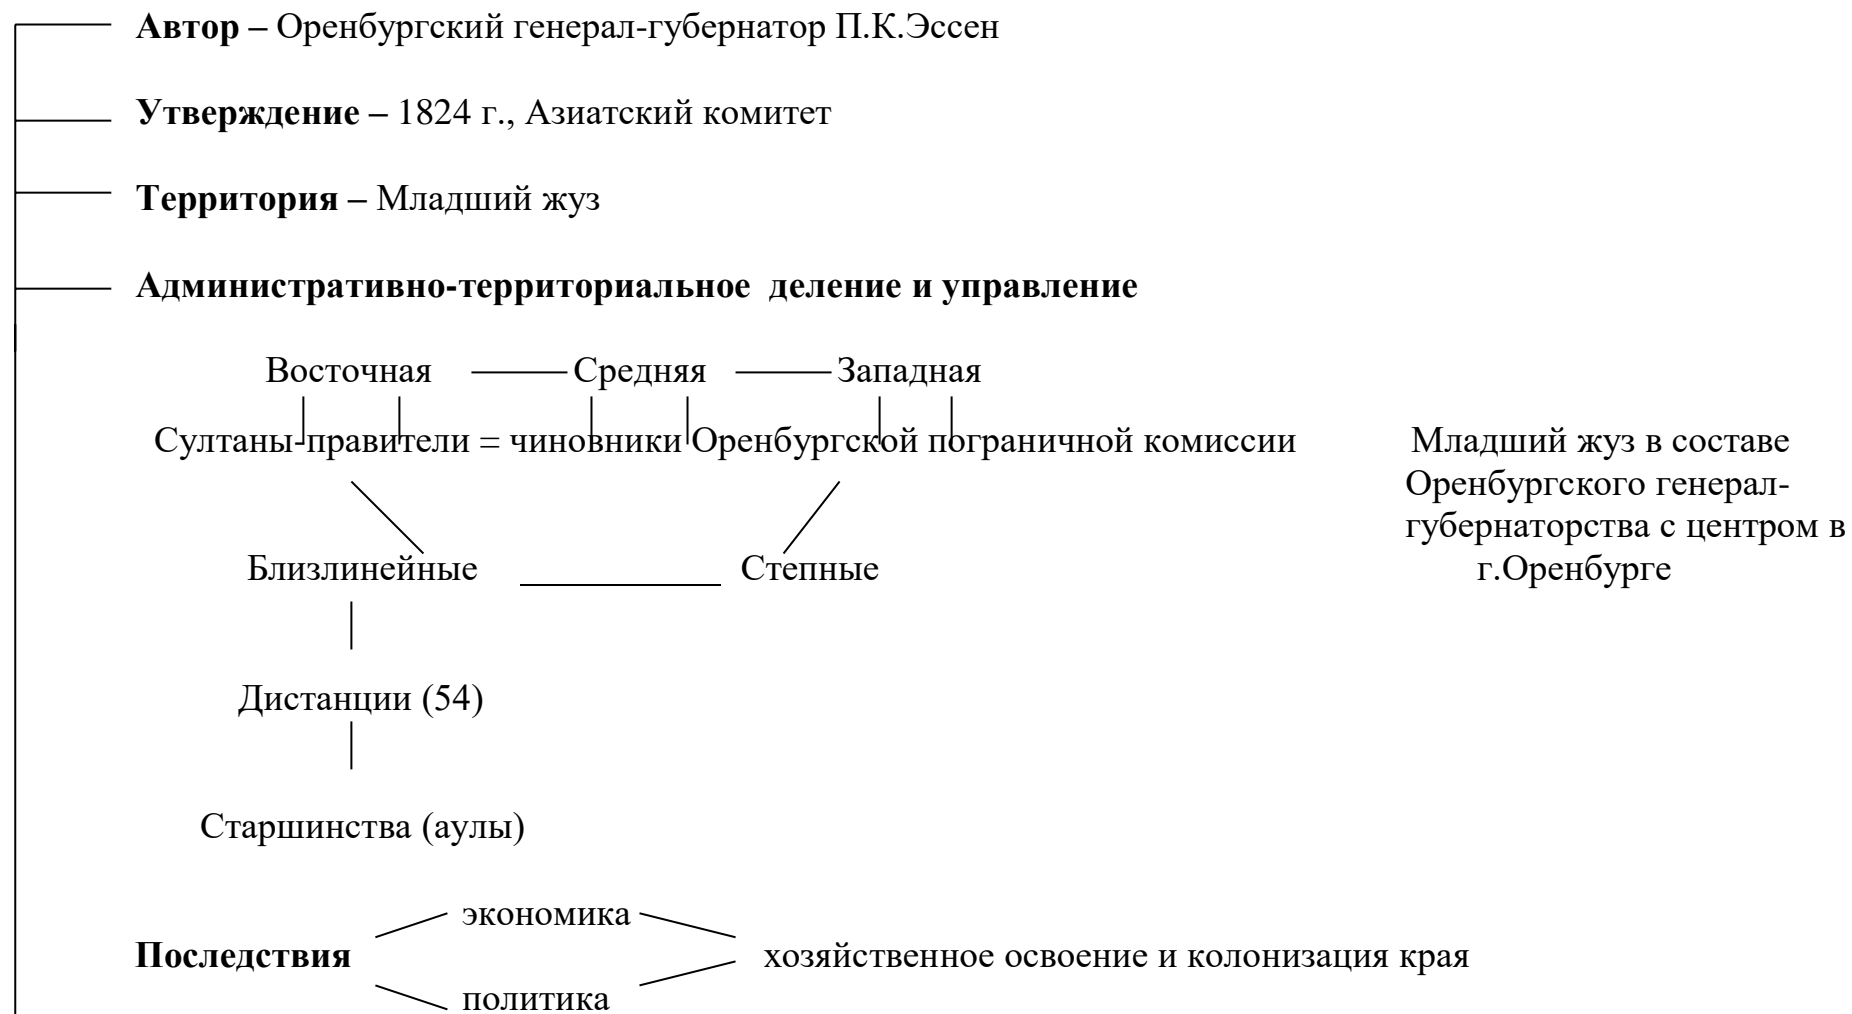 Автор – Оренбургский генерал-губернатор П.К.Эссен
Утверждение – 1824 г., Азиатский комитет
Территория – Младший жуз
Административно-территориальное деление и управление
Восточная Средняя Западная
Султаны-правители = чиновники Оренбургской пограничной комиссии
Младший жуз в составе
Оренбургского генерал-
губернаторства с центром в
г.Оренбурге
Близлинейные Степные
Дистанции (54)
Старшинства (аулы)
экономика
Последствия хозяйственное освоение и колонизация края
политика